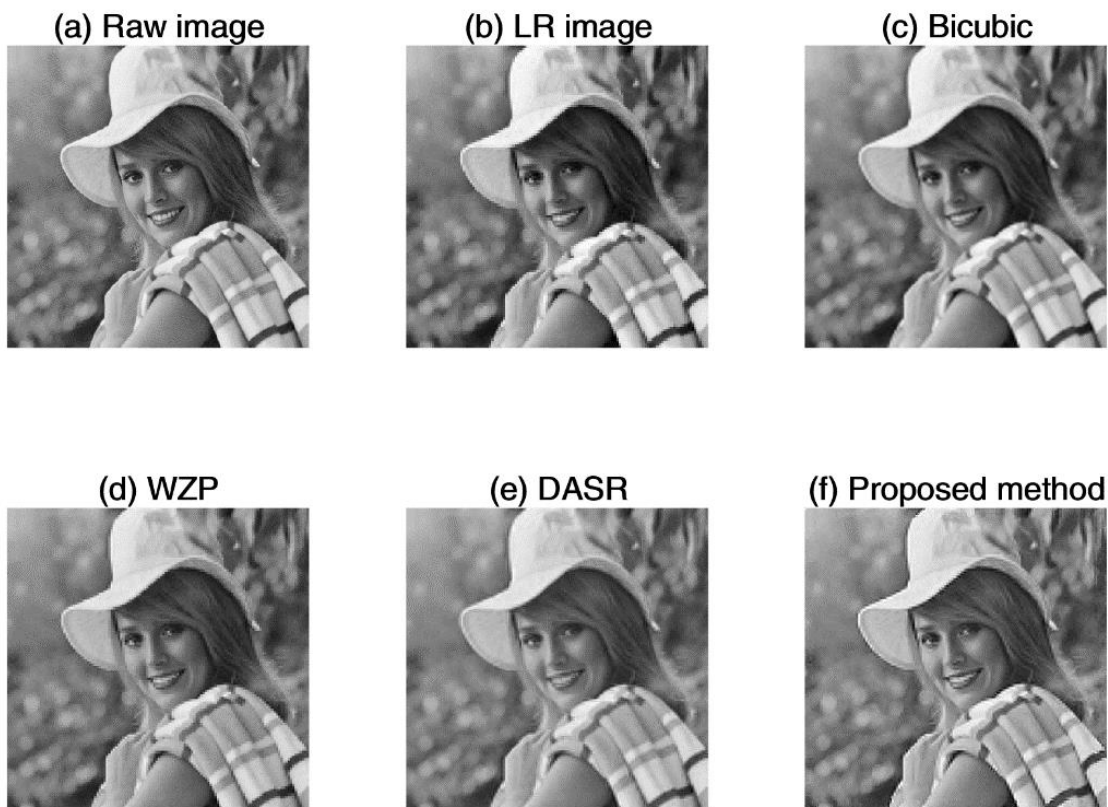 (a) Raw image
(b) LR image
(c) Bicubic
(d) WZP
(e) DASR
(f) Proposed method